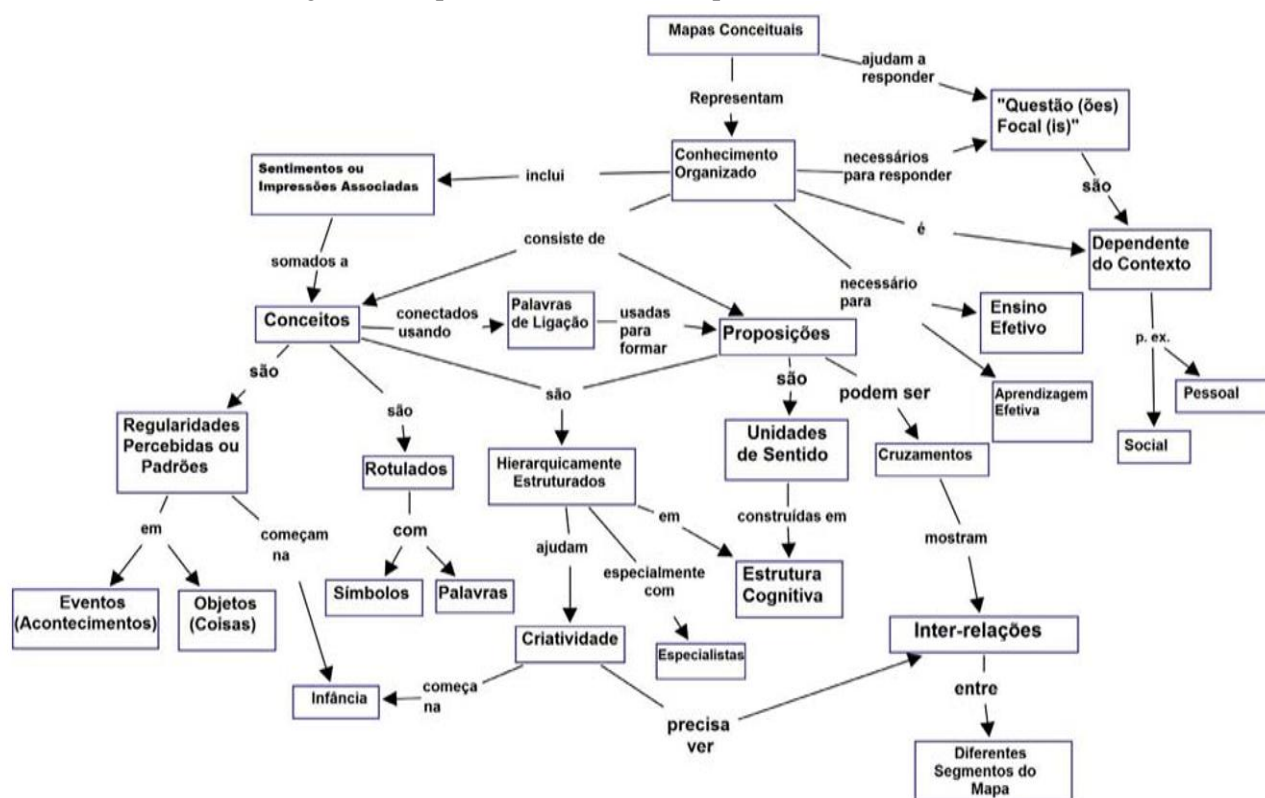 Mapas Conceituais
ajudam a
responder
Representam
"Questão (ões)
Focal (is)"
Conhecimento
Organizado
necessários
para responder
Sentimentos ou
Impressões Associadas
inclui
são
é
Dependente
do Contexto
consiste de
somados a
necessário
para
Ensino
Efetivo
Conceitos
conectados
usando
Palavras
de Ligação
usadas
para
formar
Proposições
p. ex.
são
são
são
são
podem ser
Aprendizagem
Efetiva
Pessoal
Social
Regularidades
Percebidas ou
Padrões
Rotulados
Hierarquicamente
Estruturados
Unidades
de Sentido
Cruzamentos
em
começam
na
com
ajudam
especialmente
com
em
construídas em
mostram
Eventos
(Acontecimentos)
Objetos
(Coisas)
Símbolos
Palavras
Estrutura
Cognitiva
Criatividade
Especialistas
Inter-relações
Infância
começa
na
precisa
ver
entre
Diferentes
Segmentos do
Mapa